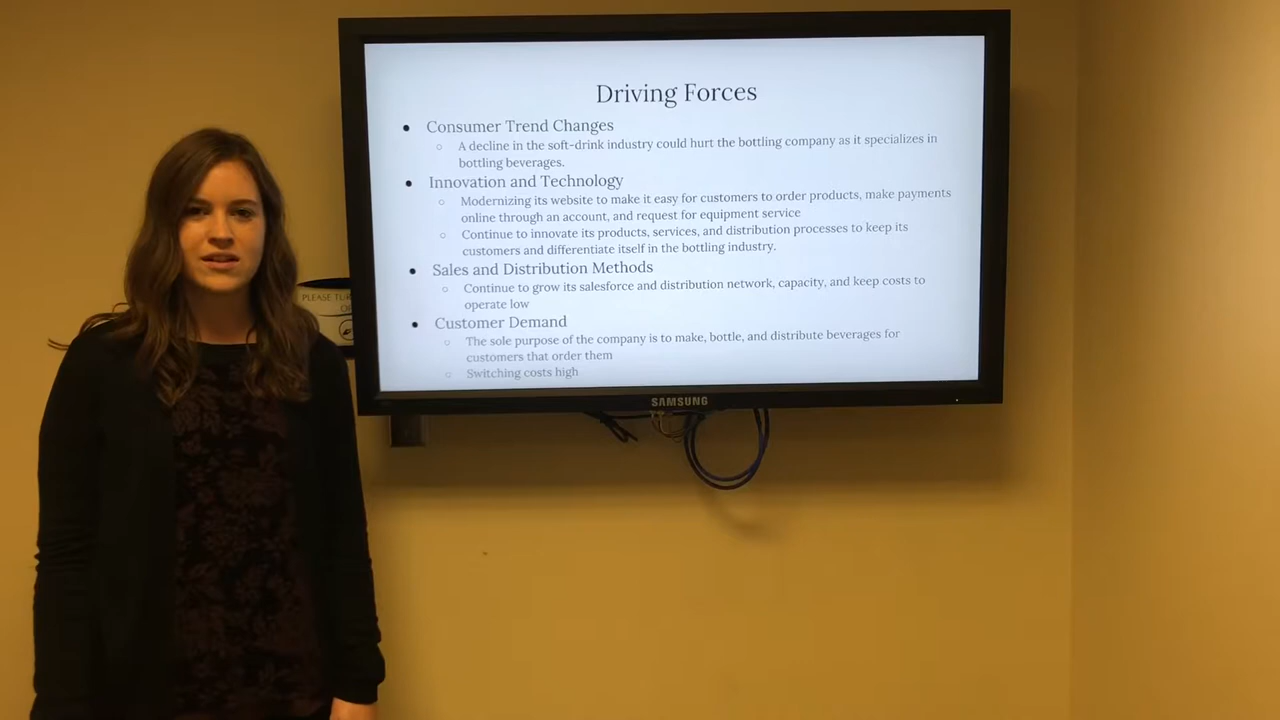 Driving Forces
● Consumer Trend Changes
○ A decline in the soft-drink industry could hurt the bottling company as it specializes in
bottling beverages.
● Innovation and Technology
○ Modernizing its website to make it easy for customers to order products, make payments
online through an account, and request for equipment service
○ Continue to innovate its products, services, and distribution processes to keep its
customers and differentiate itself in the bottling industry.
● Sales and Distribution Methods
○ Continue to grow its salesforce and distribution network, capacity, and keep costs to
operate low
● Customer Demand
○ The sole purpose of the company is to make, bottle, and distribute beverages for
customers that order them
○ Switching costs high
SAMSUNG
PLEASE